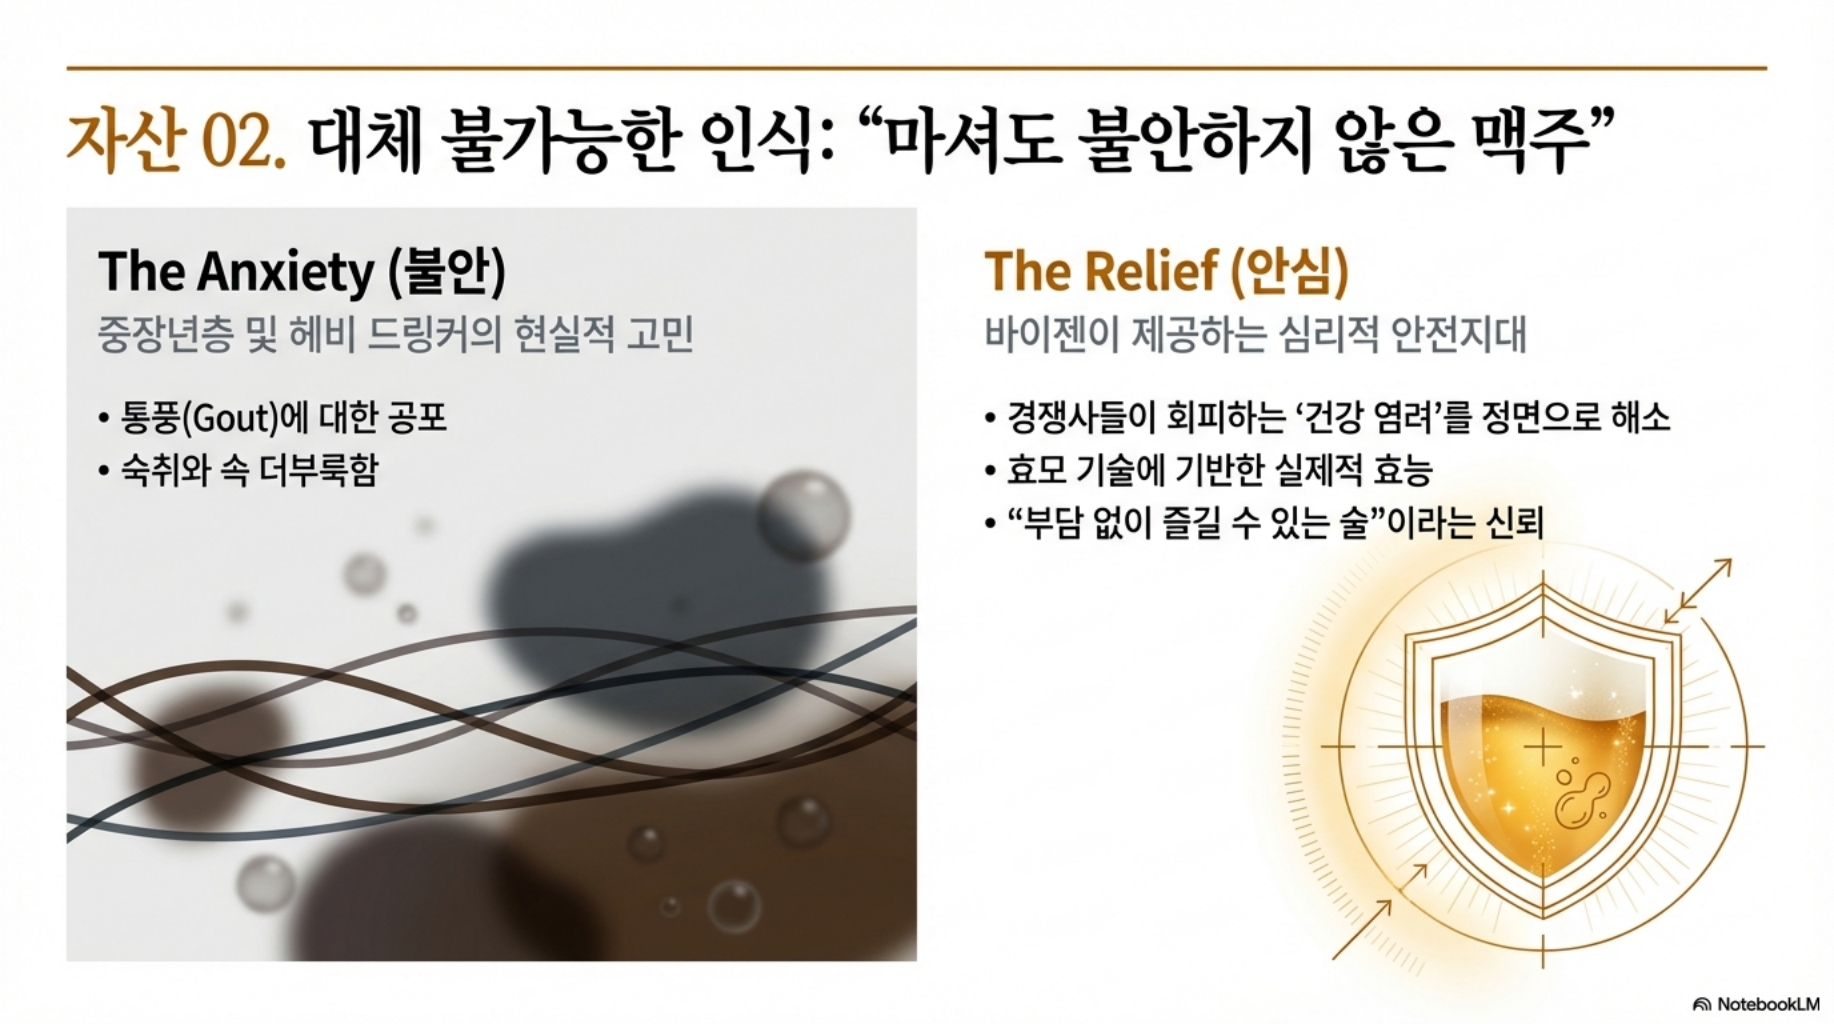 자산 02. 대체 불가능한 인식: “마셔도 불안하지 않은 맥주”
The Anxiety (불안)
중장년층 및 헤비 드링커의 현실적 고민
• 통풍(Gout)에 대한 공포
• 숙취와 속 더부룩함
The Relief (안심)
바이젠이 제공하는 심리적 안전지대
• 경쟁사들이 회피하는 ‘건강 염려’를 정면으로 해소
• 효모 기술에 기반한 실제적 효능
• “부담 없이 즐길 수 있는 술”이라는 신뢰
NotebookLM